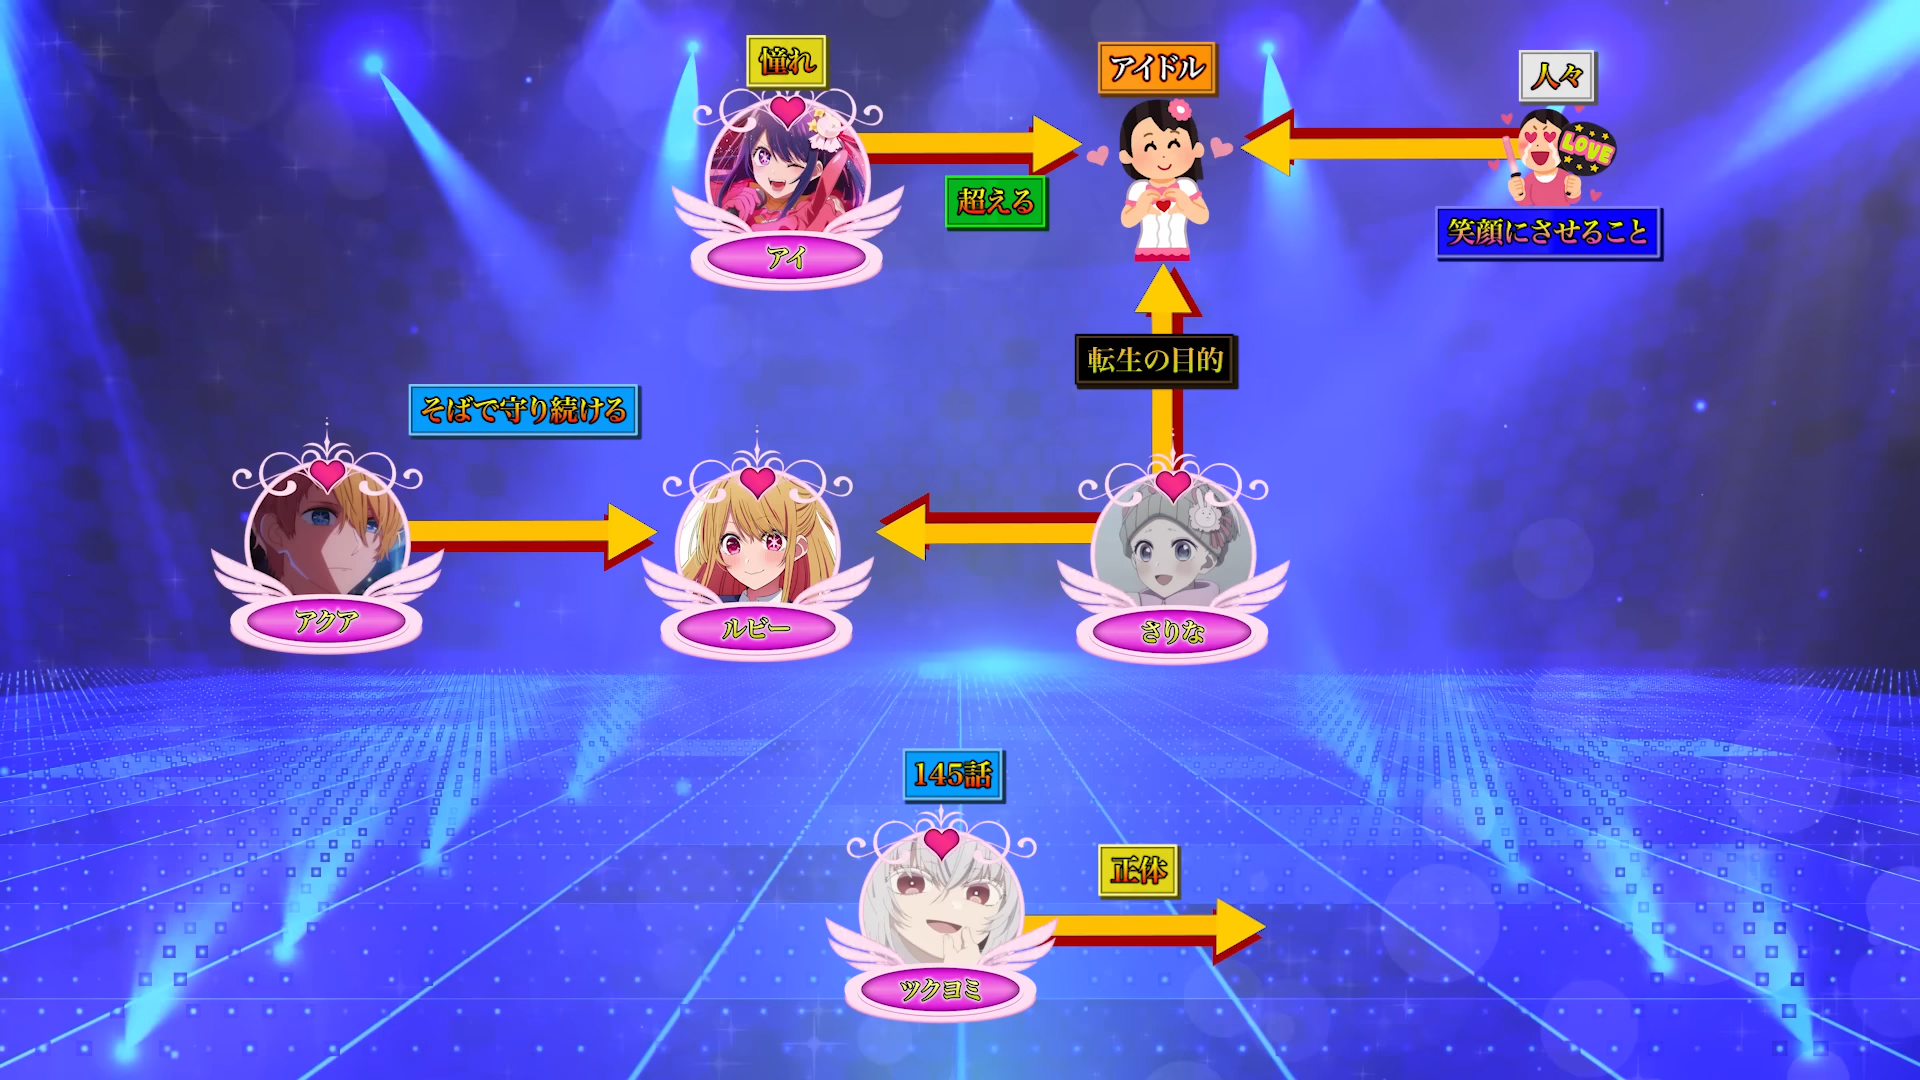 憧れ
アイドル
人々
LOVE
超える
アイ
笑顔にさせること
転生の目的
そばで守り続ける
アクア
ルビー
さりな
145話
正体
ツクヨミ